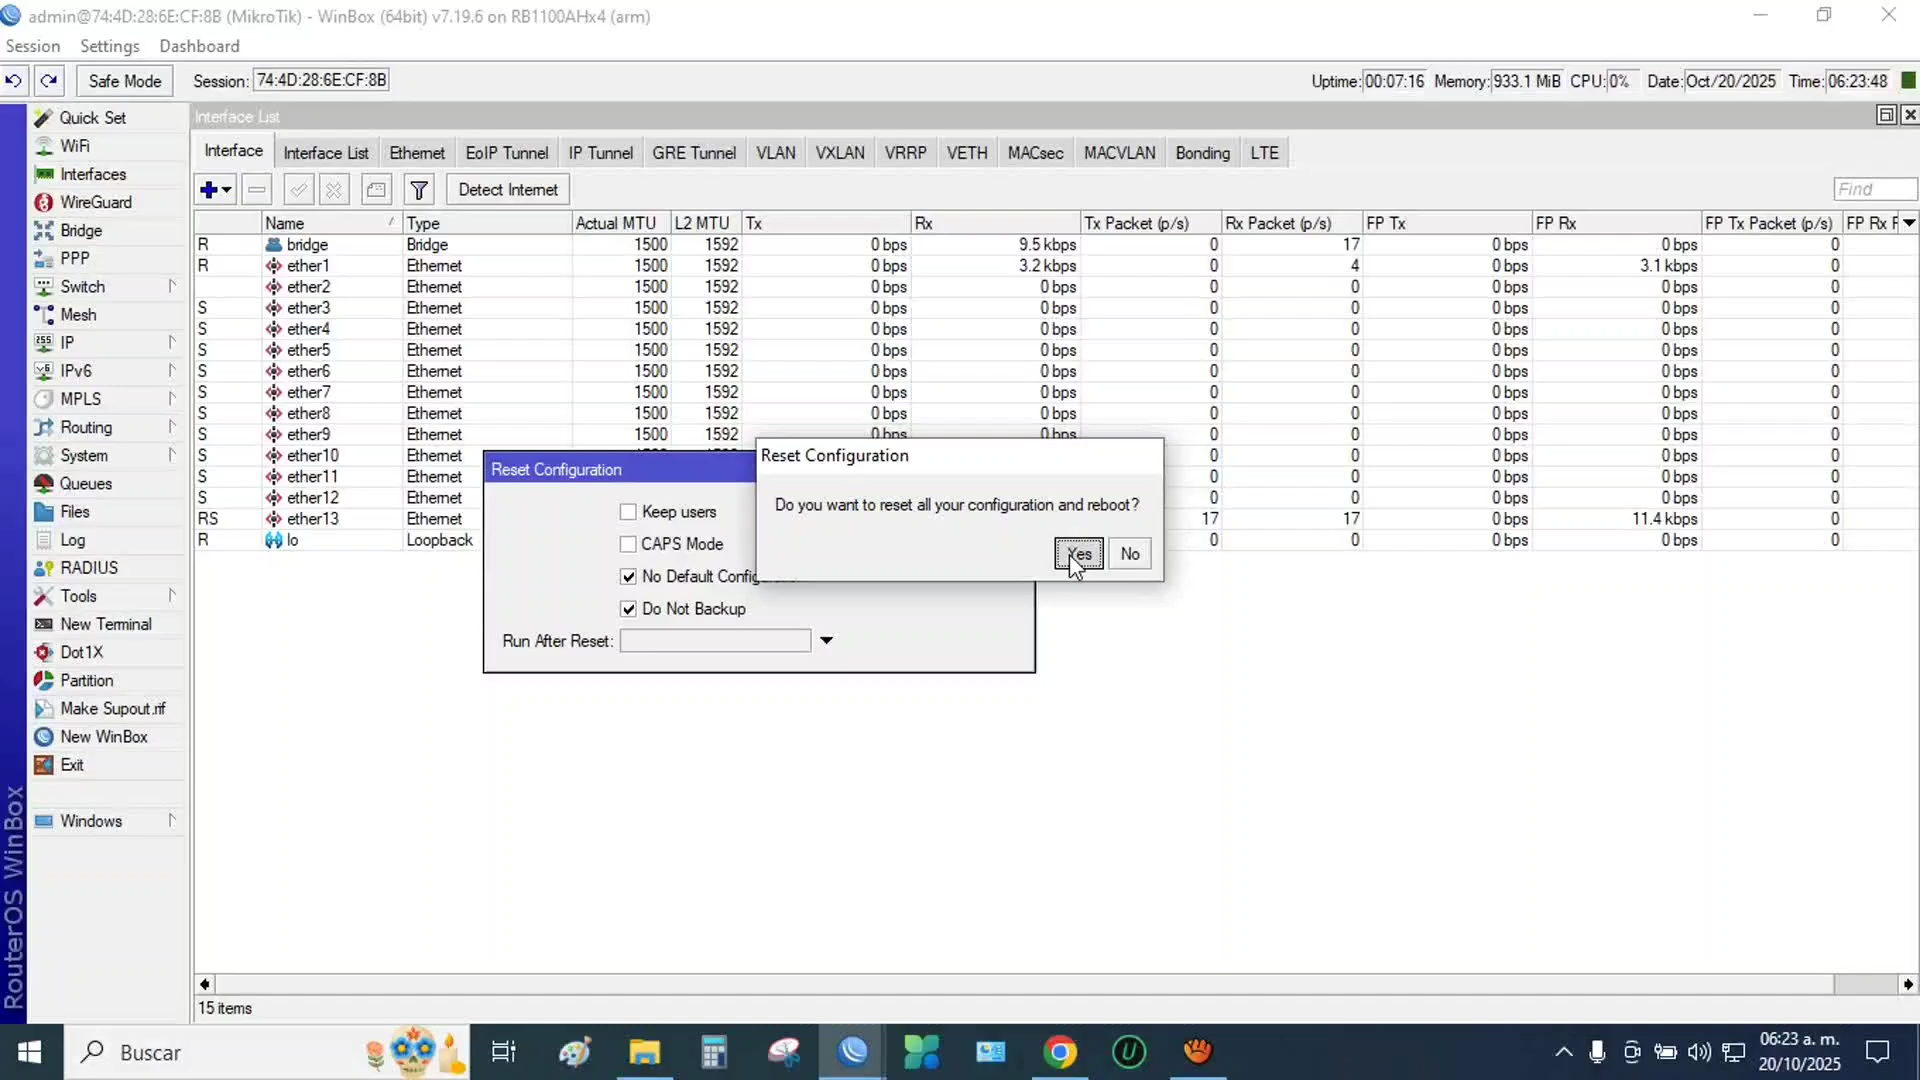 admin@74:4D:28:6E:CF:8B (MikroTik) - WinBox (64bit) v7.19.6 on RB1100AHx4 (arm)
Session Settings Dashboard
Safe Mode Session: 74:4D:28:6E:CF:8B Uptime: 00:07:16 Memory: 933.1 MiB CPU: 0% Date: Oct/20/2025 Time: 06:23:48
Quick Set
WiFi
Interfaces
WireGuard
Bridge
PPP
Switch
Mesh
IP
IPv6
MPLS
Routing
System
Queues
Files
Log
RADIUS
Tools
New Terminal
Dot1X
Partition
Make Supout.rif
New WinBox
Exit
Windows
RouterOS WinBox
Interface List
Interface Interface List Ethernet EoIP Tunnel IP Tunnel GRE Tunnel VLAN VXLAN VRRP VETH MACsec MACVLAN Bonding LTE
Detect Internet Find
Name Type Actual MTU L2 MTU Tx Rx Tx Packet (p/s) Rx Packet (p/s) FP Tx FP Rx FP Tx Packet (p/s) FP Rx F
R bridge Bridge 1500 1592 0 bps 9.5 kbps 0 17 0 bps 0 bps 0
R ether1 Ethernet 1500 1592 0 bps 3.2 kbps 0 4 0 bps 3.1 kbps 0
ether2 Ethernet 1500 1592 0 bps 0 bps 0 0 0 bps 0 bps 0
S ether3 Ethernet 1500 1592 0 bps 0 bps 0 0 0 bps 0 bps 0
S ether4 Ethernet 1500 1592 0 bps 0 bps 0 0 0 bps 0 bps 0
S ether5 Ethernet 1500 1592 0 bps 0 bps 0 0 0 bps 0 bps 0
S ether6 Ethernet 1500 1592 0 bps 0 bps 0 0 0 bps 0 bps 0
S ether7 Ethernet 1500 1592 0 bps 0 bps 0 0 0 bps 0 bps 0
S ether8 Ethernet 1500 1592 0 bps 0 bps 0 0 0 bps 0 bps 0
S ether9 Ethernet 1500 1592 0 bps 0 bps 0 0 0 bps 0 bps 0
S ether10 Ethernet 0 0 bps 0 bps 0
S ether11 Ethernet 0 0 bps 0 bps 0
S ether12 Ethernet 0 0 bps 0 bps 0
RS ether13 Ethernet 17 17 0 bps 11.4 kbps 0
R lo Loopback 0 0 0 bps 0 bps 0
Reset Configuration
Keep users
CAPS Mode
No Default
Do Not Backup
Run After Reset:
Reset Configuration
Do you want to reset all your configuration and reboot?
Yes No
15 items
Buscar
06:23 a. m.
20/10/2025